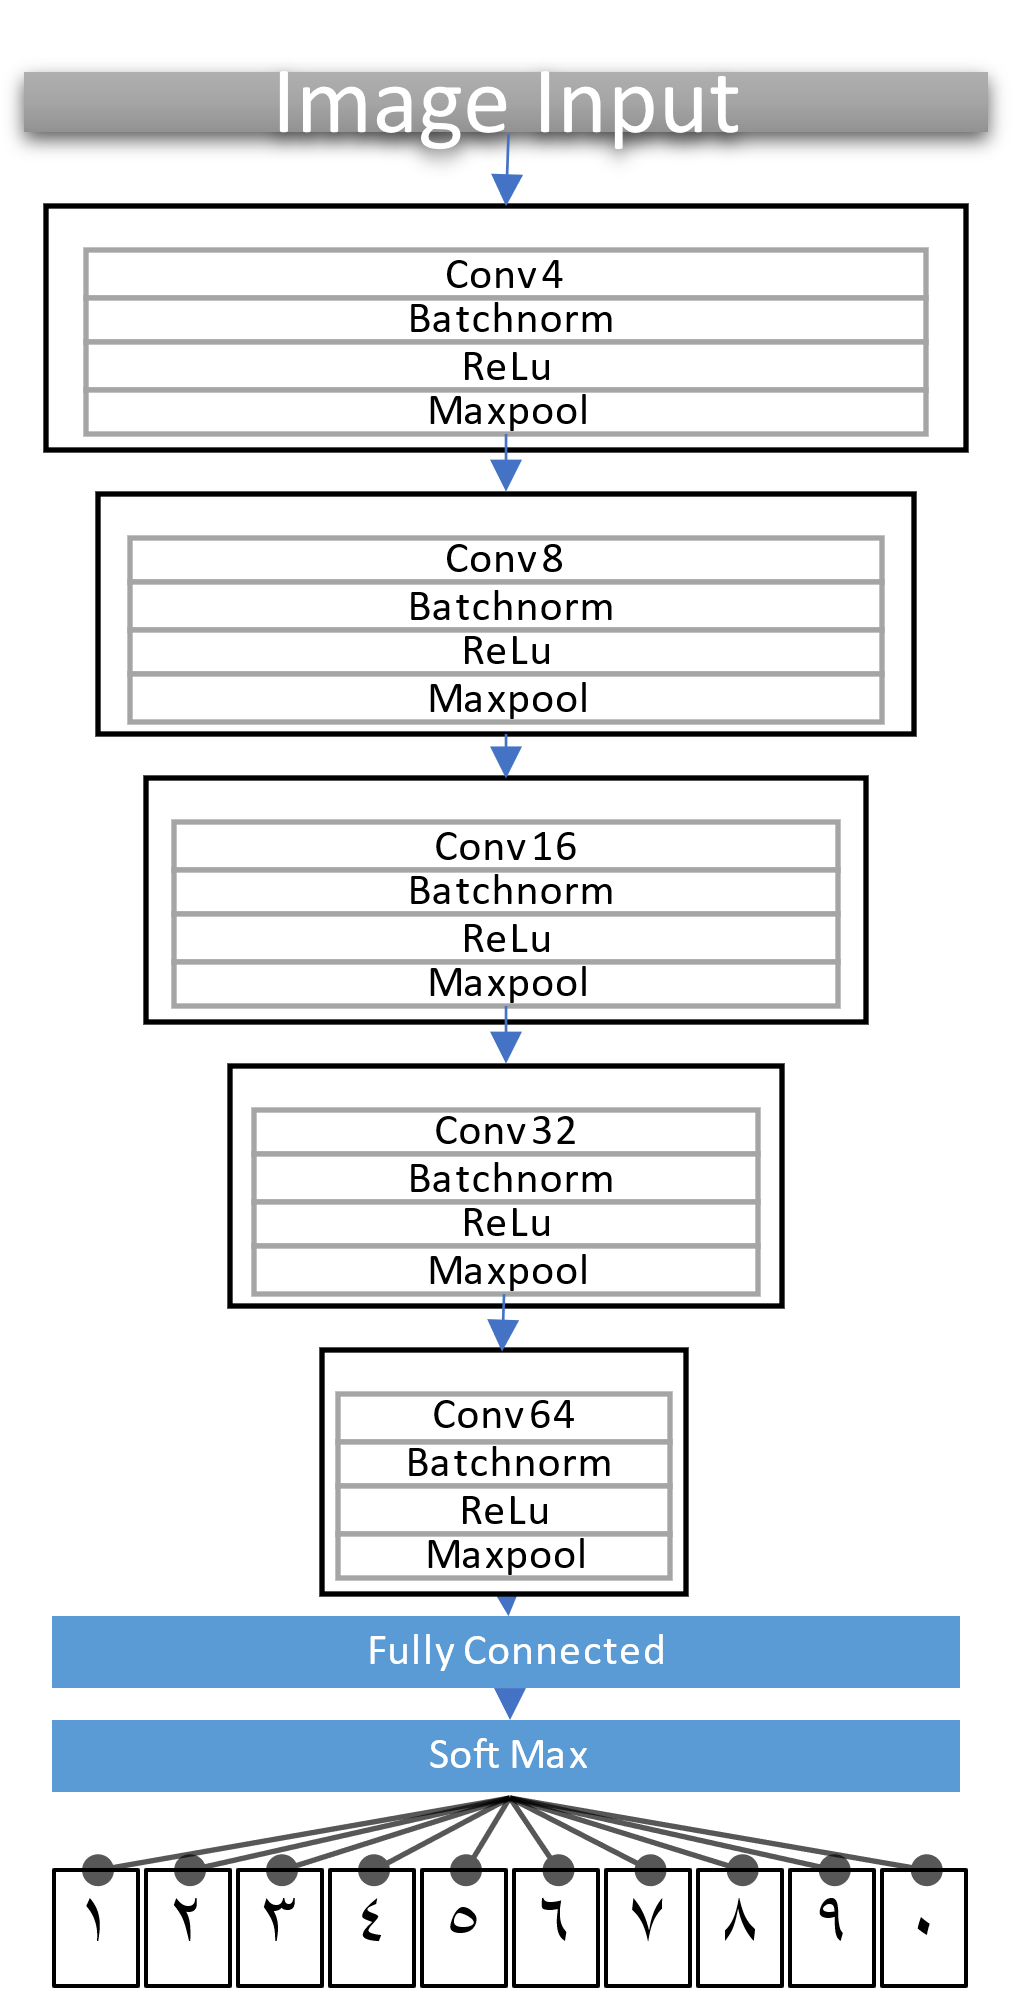 Image Input
Conv4
Batchnorm
ReLu
Maxpool
Conv8
Batchnorm
ReLu
Maxpool
Conv16
Batchnorm
ReLu
Maxpool
Conv32
Batchnorm
ReLu
Maxpool
Conv64
Batchnorm
ReLu
Maxpool
Fully Connected
Soft Max
١ ٢ ٣ ٤ ٥ ٦ ٧ ٨ ٩ ٠